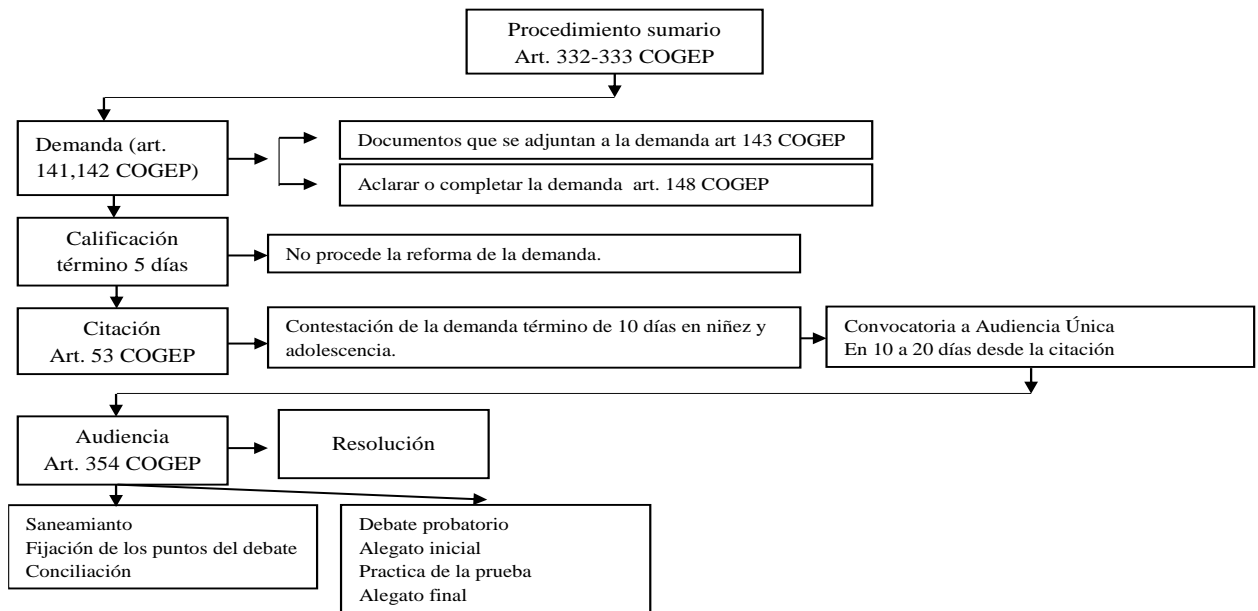 Procedimiento sumario
Art. 332-333 COGEP
Demanda (art.
141,142 COGEP)
Documentos que se adjuntan a la demanda art 143 COGEP
Aclarar o completar la demanda art. 148 COGEP
Calificación
término 5 días
No procede la reforma de la demanda.
Citación
Art. 53 COGEP
Contestación de la demanda término de 10 días en niñez y
adolescencia.
Convocatoria a Audiencia Única
En 10 a 20 días desde la citación
Audiencia
Art. 354 COGEP
Resolución
Saneamianto
Fijación de los puntos del debate
Conciliación
Debate probatorio
Alegato inicial
Practica de la prueba
Alegato final